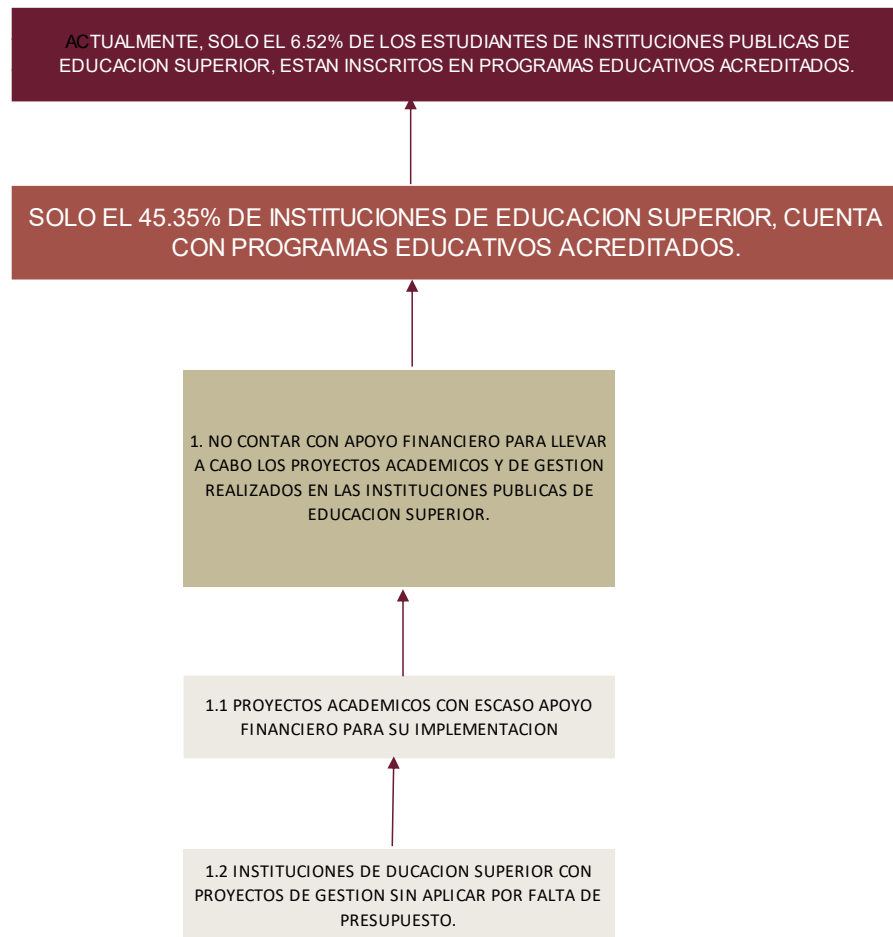 ACTUALMENTE, SOLO EL 6.52% DE LOS ESTUDIANTES DE INSTITUCIONES PUBLICAS DE
EDUCACION SUPERIOR, ESTAN INSCRITOS EN PROGRAMAS EDUCATIVOS ACREDITADOS.
SOLO EL 45.35% DE INSTITUCIONES DE EDUCACION SUPERIOR, CUENTA
CON PROGRAMAS EDUCATIVOS ACREDITADOS.
1. NO CONTAR CON APOYO FINANCIERO PARA LLEVAR
A CABO LOS PROYECTOS ACADEMICOS Y DE GESTION
REALIZADOS EN LAS INSTITUCIONES PUBLICAS DE
EDUCACION SUPERIOR.
1.1 PROYECTOS ACADEMICOS CON ESCASO APOYO
FINANCIERO PARA SU IMPLEMENTACION
1.2 INSTITUCIONES DE DUCACION SUPERIOR CON
PROYECTOS DE GESTION SIN APLICAR POR FALTA DE
PRESUPUESTO.